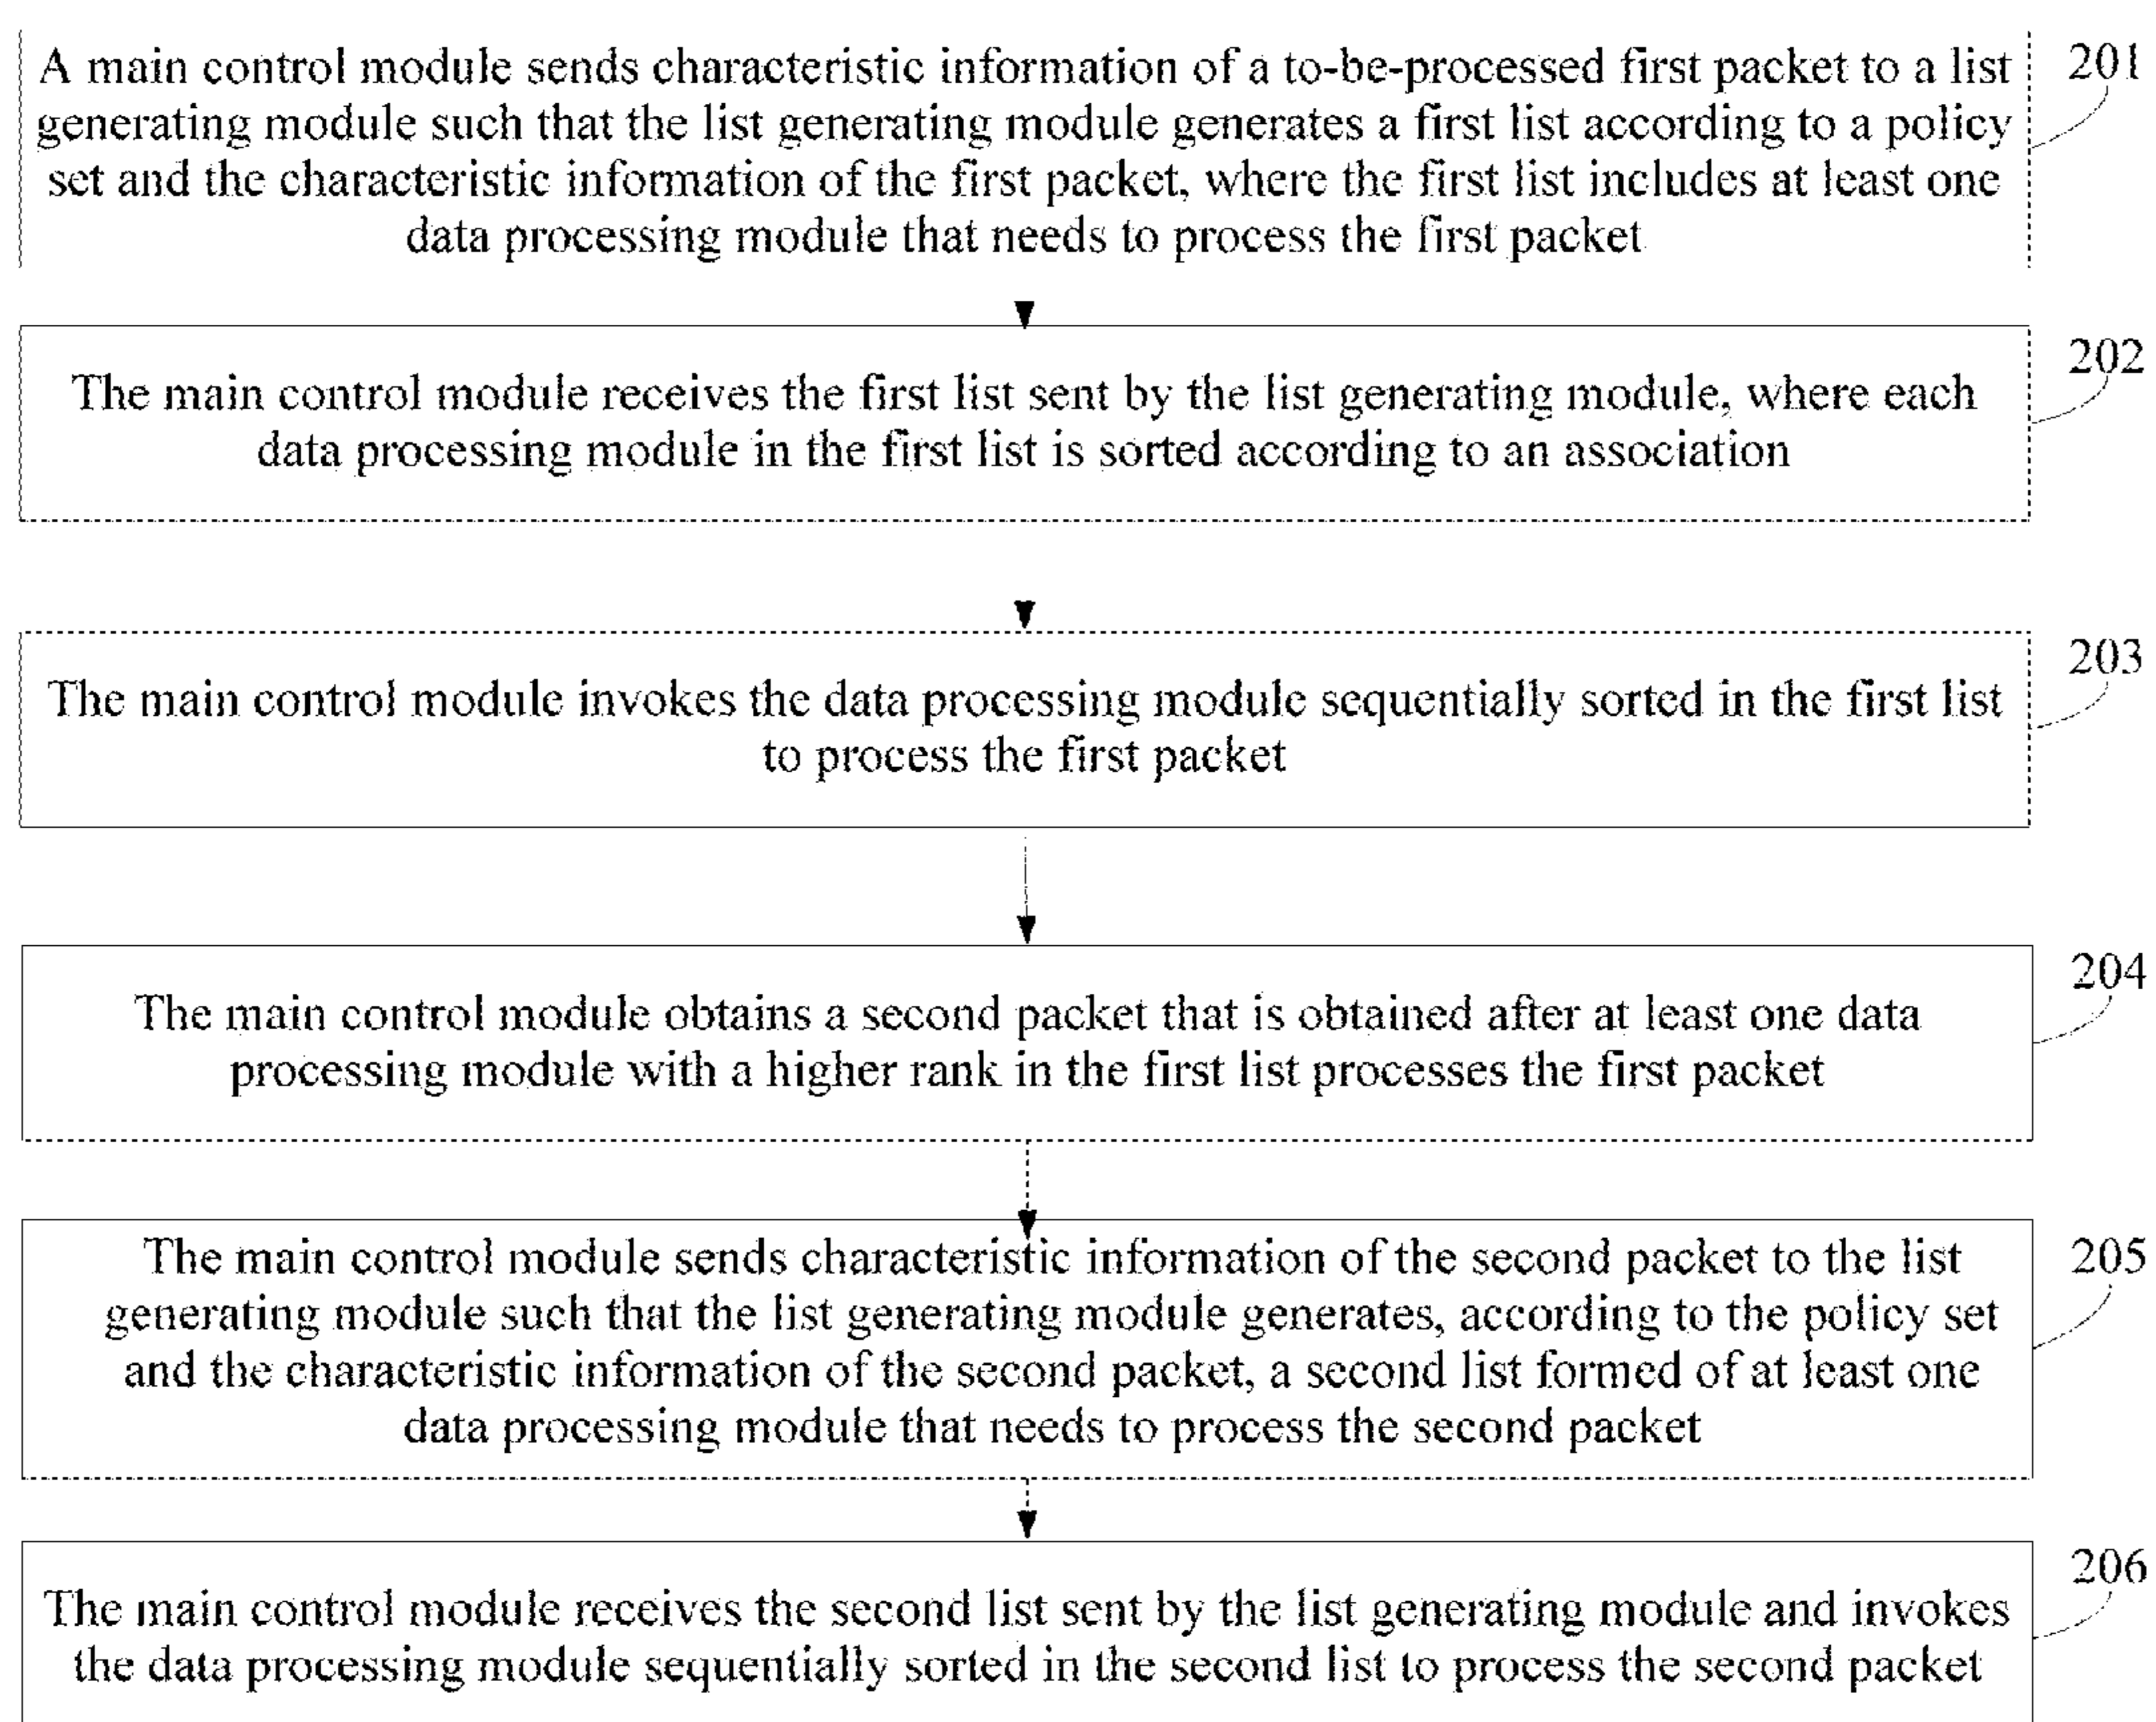 A main control module sends characteristic information of a to-be-processed first packet to a list
201
generating module such that the list generating module generates a first list according to a policy
set and the characteristic information of the first packet, where the first list includes at least one
data processing module that needs to process the first packet
202
The main control module receives the first list sent by the list generating module, where each
data processing module in the first list is sorted according to an association
203
The main control module invokes the data processing module sequentially sorted in the first list
to process the first packet
204
The main control module obtains a second packet that is obtained after at least one data
processing module with a higher rank in the first list processes the first packet
205
The main control module sends characteristic information of the second packet to the list
generating module such that the list generating module generates, according to the policy set
and the characteristic information of the second packet, a second list formed of at least one
data processing module that needs to process the second packet
206
The main control module receives the second list sent by the list generating module and invokes
the data processing module sequentially sorted in the second list to process the second packet